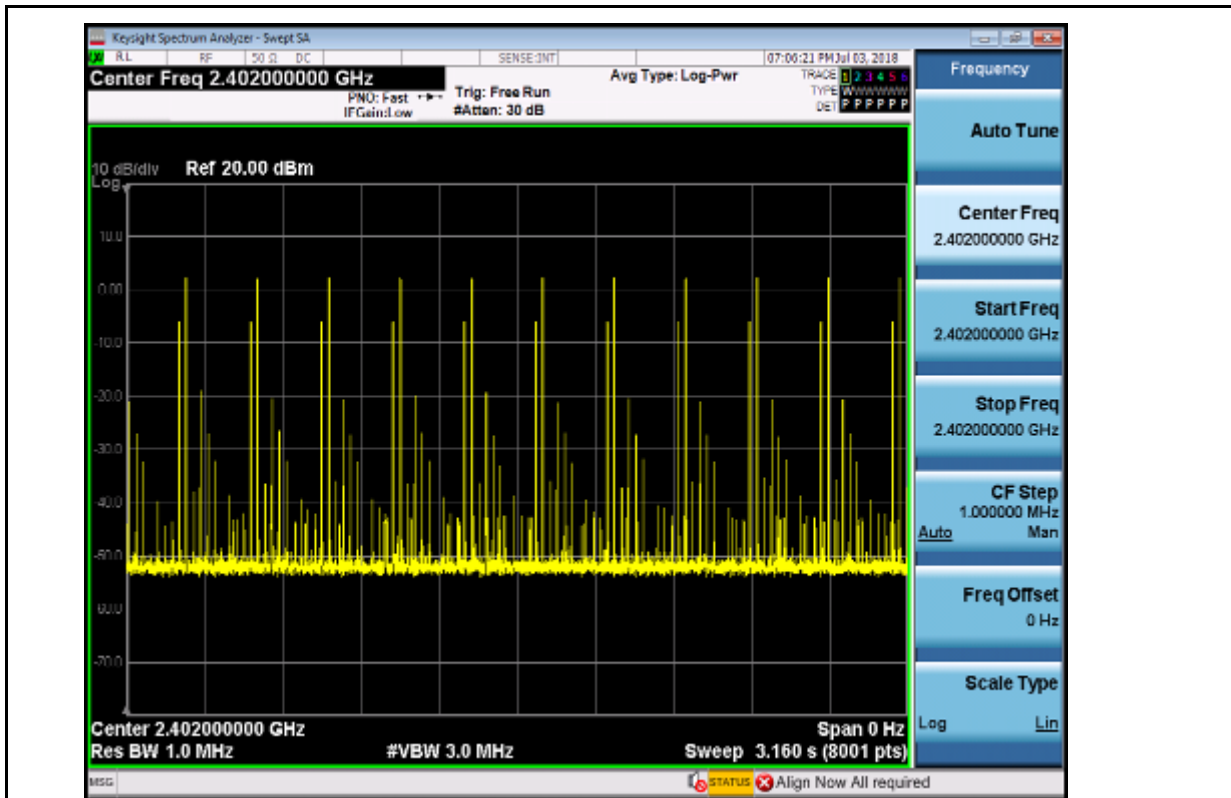 Keysight Spectrum Analyzer - Swept SA
RL RF 50 Ω DC SENSE:INT 07:06:21 PM Jul 03, 2018
Center Freq 2.402000000 GHz
PNO: Fast
IFGain:Low
Trig: Free Run
#Atten: 30 dB
Avg Type: Log-Pwr
TRACE 1 2 3 4 5 6
TYPE WWWWWW
DET P P P P P P
10 dB/div
Log
Ref 20.00 dBm
10.0
0.00
-10.0
-20.0
-30.0
-40.0
-50.0
-60.0
-70.0
Center 2.402000000 GHz
Span 0 Hz
Res BW 1.0 MHz
#VBW 3.0 MHz
Sweep 3.160 s (8001 pts)
MSG
STATUS
Align Now All required
Frequency
Auto Tune
Center Freq
2.402000000 GHz
Start Freq
2.402000000 GHz
Stop Freq
2.402000000 GHz
CF Step
1.000000 MHz
Auto Man
Freq Offset
0 Hz
Scale Type
Log Lin